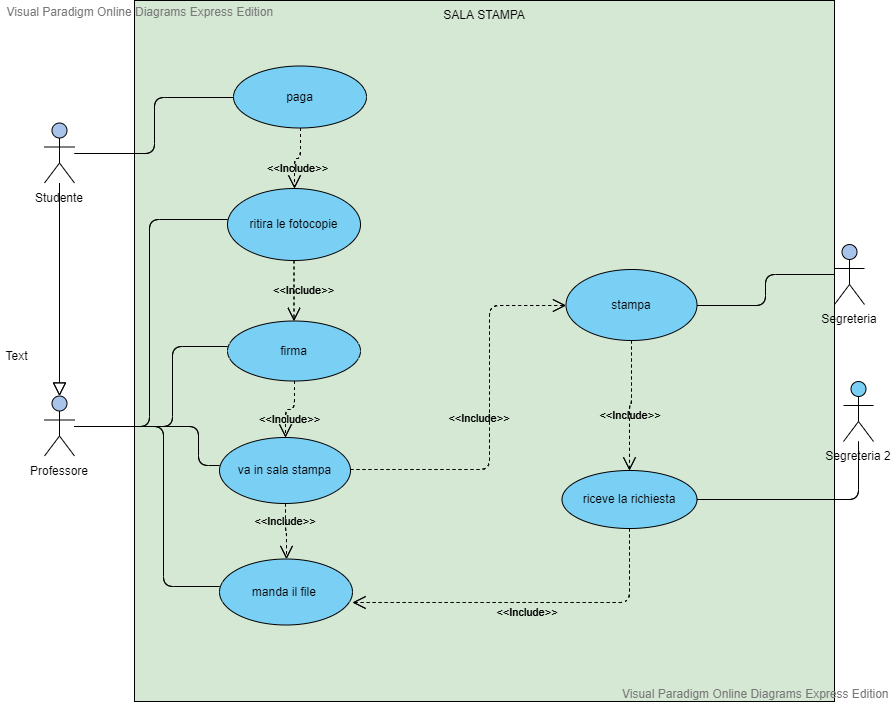 Visual Paradigm Online Diagrams Express Edition
SALA STAMPA
paga
<<Include>>
Studente
ritira le fotocopie
<<Include>>
stampa
Segreteria
firma
Text
<<Include>>
<<Include>>
<<Include>>
Professore
va in sala stampa
Segreteria 2
riceve la richiesta
<<Include>>
manda il file
<<Include>>
Visual Paradigm Online Diagrams Express Edition